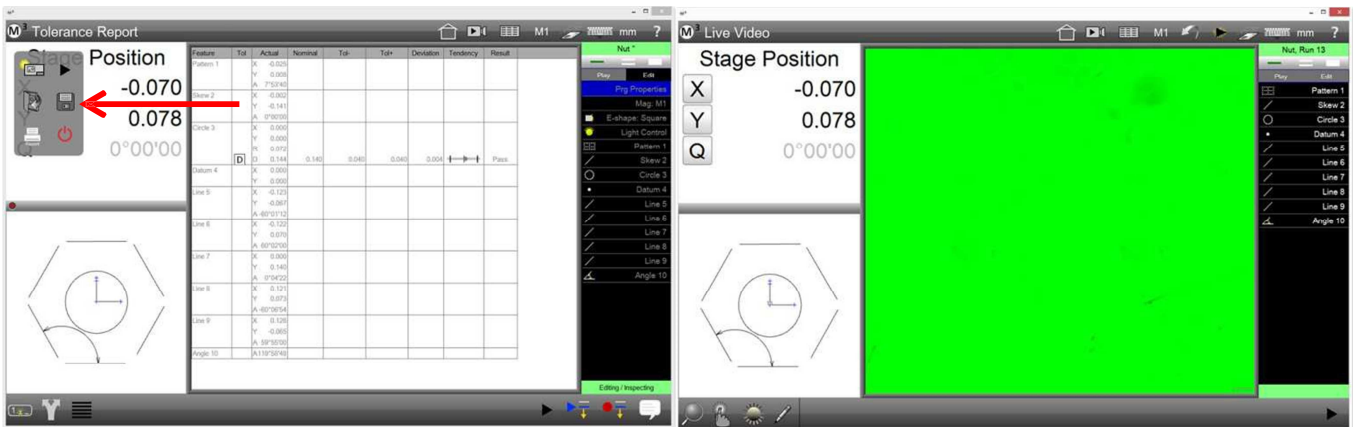 M3 Tolerance Report
M1 mm ?
Stage Position
X -0.070
Y 0.078
Q 0°00'00
Feature Tol Actual Nominal Tol- Tol+ Deviation Tendency Result
Pattern 1 X -0.025
Y 0.008
A 7°53'40
Skew 2 X -0.002
Y -0.141
A 0°00'00
Circle 3 X 0.000
Y 0.000
R 0.072
D D 0.144 0.140 0.040 0.040 0.004 Pass
Datum 4 X 0.000
Y 0.000
Line 5 X -0.123
Y -0.067
A -60°01'12
Line 6 X -0.122
Y 0.070
A 60°02'00
Line 7 X 0.000
Y 0.140
A 0°04'22
Line 8 X 0.121
Y 0.073
A -60°06'54
Line 9 X 0.126
Y -0.065
A 59°55'00
Angle 10 A
Nut *
Play Edit
Prg Properties
Mag: M1
E-shape: Square
Light Control
Pattern 1
Skew 2
Circle 3
Datum 4
Line 5
Line 6
Line 7
Line 8
Line 9
Angle 10
Editing / Inspecting
M3 Live Video
M1 mm ?
Stage Position
X -0.070
Y 0.078
Q 0°00'00
Nut, Run 13
Play Edit
Pattern 1
Skew 2
Circle 3
Datum 4
Line 5
Line 6
Line 7
Line 8
Line 9
Angle 10